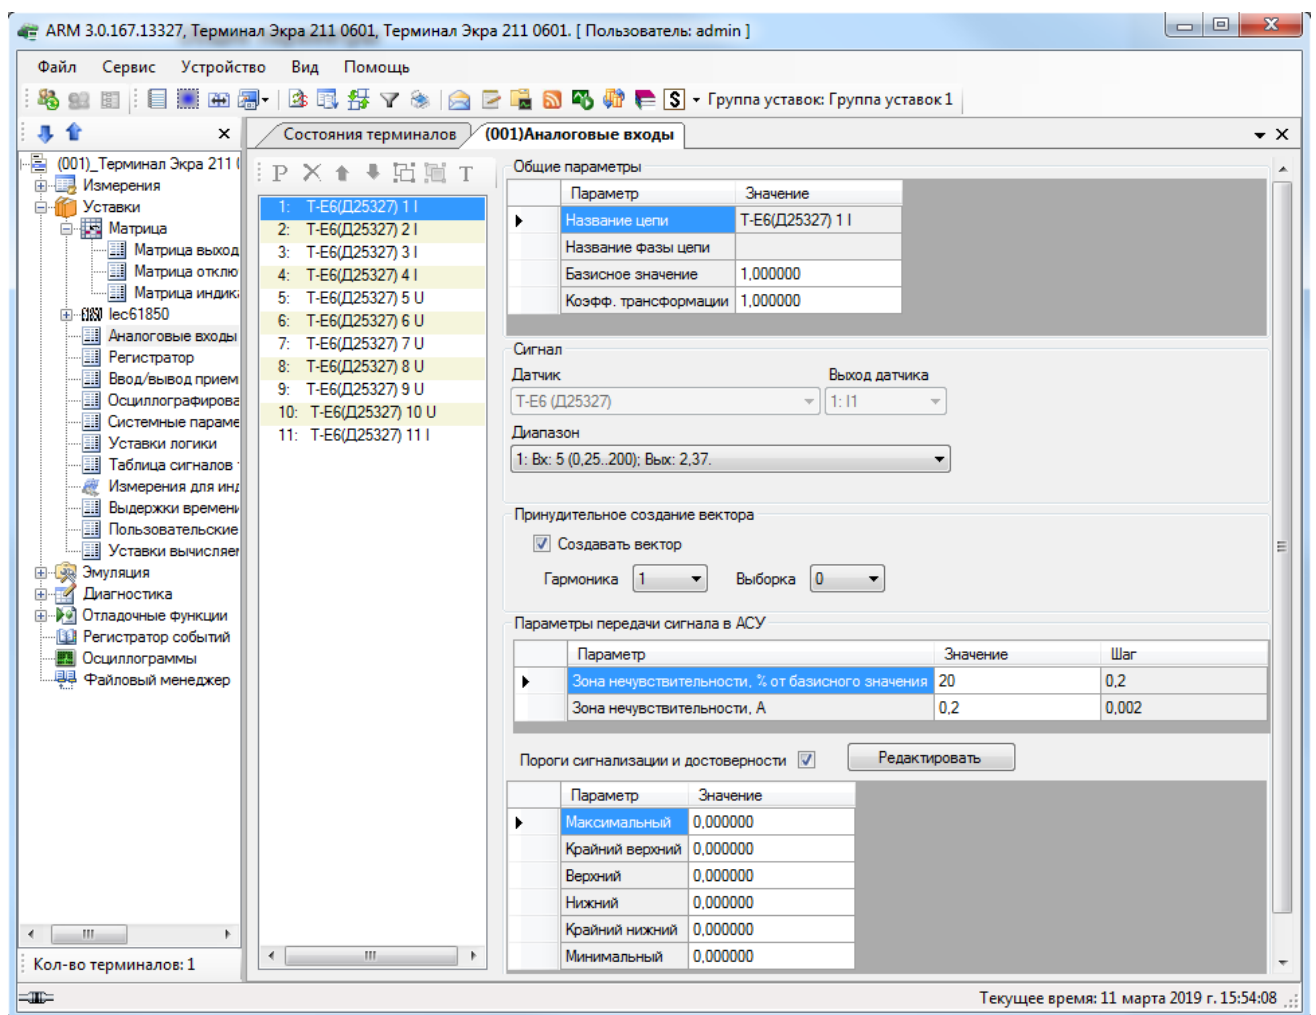 ARM 3.0.167.13327, Терминал Экра 211 0601, Терминал Экра 211 0601. [ Пользователь: admin ]
Файл Сервис Устройство Вид Помощь
S Группа уставок: Группа уставок 1
Состояния терминалов (001)Аналоговые входы
(001)_Терминал Экра 211
Измерения
Уставки
Матрица
Матрица выход
Матрица отклю
Матрица индик
61850 Iec61850
Аналоговые входы
Регистратор
Ввод/вывод прием
Осциллографирова
Системные параме
Уставки логики
Таблица сигналов
Измерения для инд
Выдержки времени
Пользовательские
Уставки вычисляе
Эмуляция
Диагностика
Отладочные функции
Регистратор событий
Осциллограммы
Файловый менеджер
Кол-во терминалов: 1
P T
1: Т-Е6(Д25327) 1 I
2: Т-Е6(Д25327) 2 I
3: Т-Е6(Д25327) 3 I
4: Т-Е6(Д25327) 4 I
5: Т-Е6(Д25327) 5 U
6: Т-Е6(Д25327) 6 U
7: Т-Е6(Д25327) 7 U
8: Т-Е6(Д25327) 8 U
9: Т-Е6(Д25327) 9 U
10: Т-Е6(Д25327) 10 U
11: Т-Е6(Д25327) 11 I
Общие параметры
Параметр Значение
Название цепи Т-Е6(Д25327) 1 I
Название фазы цепи
Базисное значение 1,000000
Коэфф. трансформации 1,000000
Сигнал
Датчик Выход датчика
Т-Е6 (Д25327) 1: I1
Диапазон
1: Вх: 5 (0,25..200); Вых: 2,37.
Принудительное создание вектора
Создавать вектор
Гармоника 1 Выборка 0
Параметры передачи сигнала в АСУ
Параметр Значение Шаг
Зона нечувствительности, % от базисного значения 20 0,2
Зона нечувствительности, А 0,2 0,002
Пороги сигнализации и достоверности Редактировать
Параметр Значение
Максимальный 0,000000
Крайний верхний 0,000000
Верхний 0,000000
Нижний 0,000000
Крайний нижний 0,000000
Минимальный 0,000000
Текущее время: 11 марта 2019 г. 15:54:08